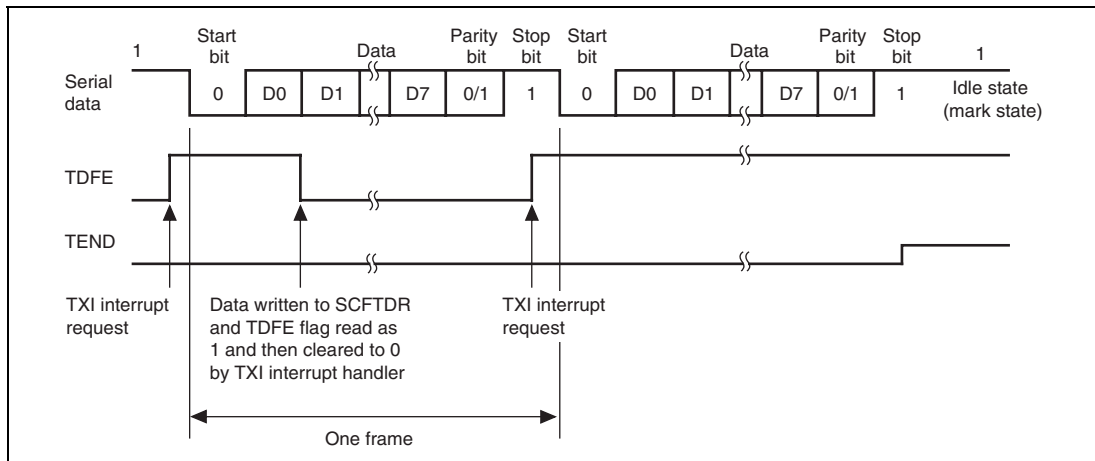 1
Start
bit
Data
Parity
bit
Stop
bit
Start
bit
Data
Parity
bit
Stop
bit
1
Serial
data
0
D0
D1
D7
0/1
1
0
D0
D1
D7
0/1
1
Idle state
(mark state)
TDFE
TEND
TXI interrupt
request
Data written to SCFTDR
and TDFE flag read as
1 and then cleared to 0
by TXI interrupt handler
TXI interrupt
request
One frame